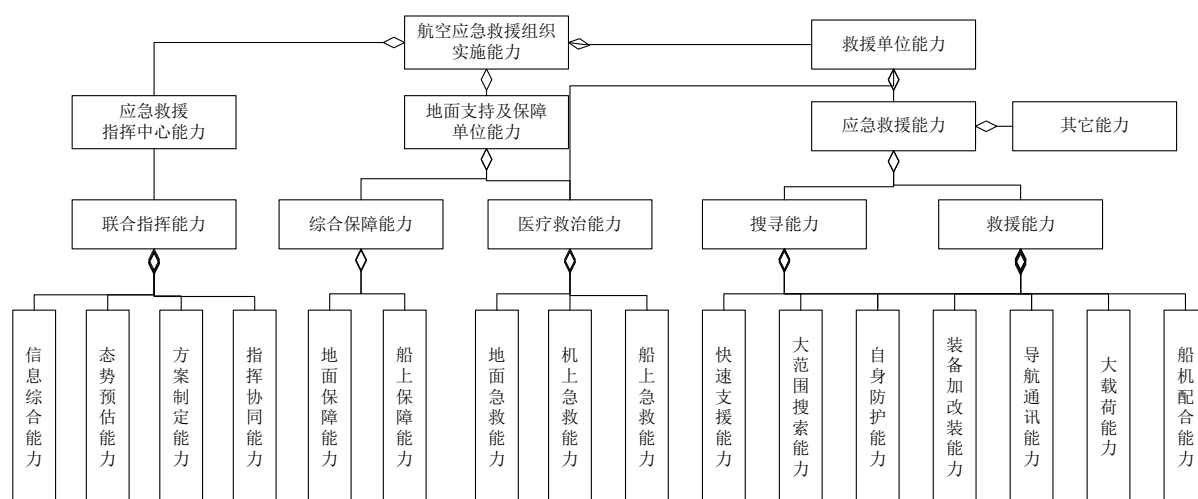 航空应急救援组织
实施能力
救援单位能力
应急救援
指挥中心能力
地面支持及保障
单位能力
应急救援能力
其它能力
联合指挥能力
综合保障能力
医疗救治能力
搜寻能力
救援能力
信息综合能力
态势预估能力
方案制定能力
指挥协同能力
地面保障能力
船上保障能力
地面急救能力
机上急救能力
船上急救能力
快速支援能力
大范围搜索能力
自身防护能力
装备加改装能力
导航通讯能力
大载荷能力
船机配合能力